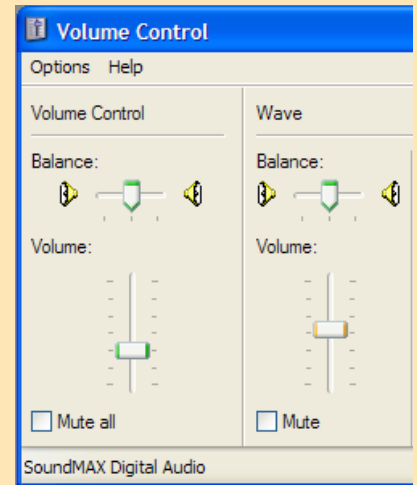 Volume Control
Options Help
Volume Control
Balance:
Volume:
Mute all
Wave
Balance:
Volume:
Mute
SoundMAX Digital Audio